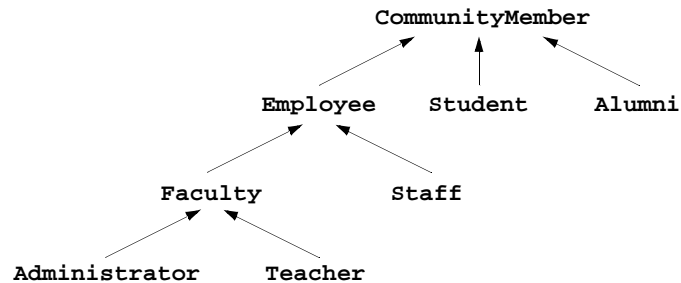 CommunityMember
Employee Student Alumni
Faculty Staff
Administrator Teacher